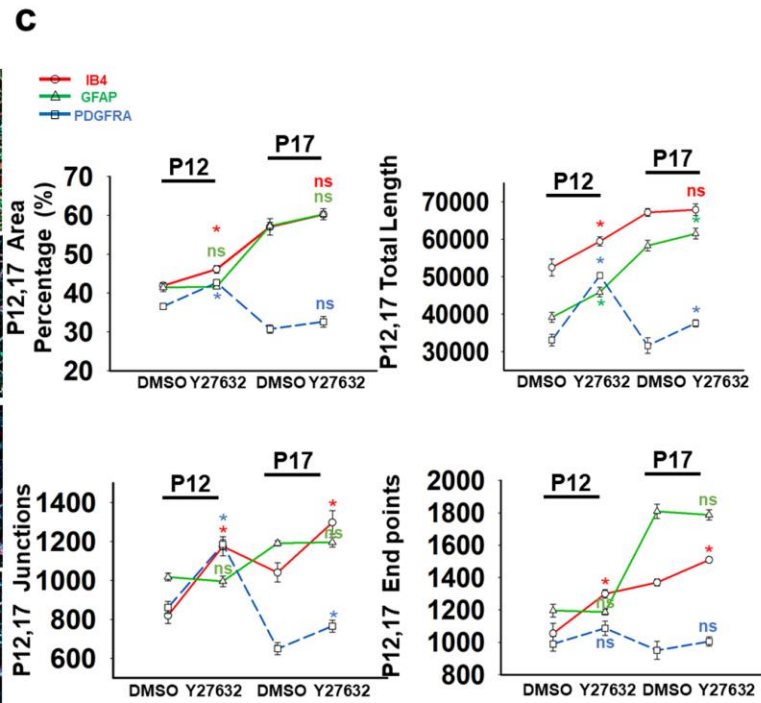 c
IB4
GFAP
PDGFRA
P12,17 Area
Percentage (%)
70
60
50
40
30
20
P12
P17
*
ns
*
ns
ns
ns
DMSO Y27632 DMSO Y27632
P12,17 Total Length
70000
60000
50000
40000
30000
P12
P17
*
*
*
ns
*
*
DMSO Y27632 DMSO Y27632
P12,17 Junctions
1400
1200
1000
800
600
P12
P17
*
*
ns
*
ns
*
DMSO Y27632 DMSO Y27632
P12,17 End points
2000
1800
1600
1400
1200
1000
800
P12
P17
*
ns
ns
ns
*
ns
DMSO Y27632 DMSO Y27632